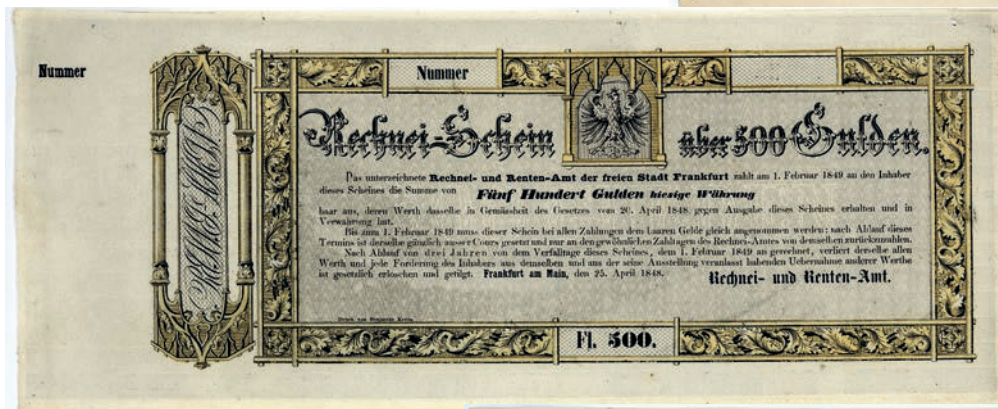 Nummer
Nummer
Rechnei-Schein über 500 Gulden.
Das unterzeichnete Rechnei- und Renten-Amt der freien Stadt Frankfurt zahlt am 1. Februar 1849 an den Inhaber
dieses Scheines die Summe von Fünf Hundert Gulden hiesige Währung
baar aus, deren Werth dasselbe in Gemässheit des Gesetzes vom 20. April 1848 gegen Ausgabe dieses Scheines erhalten und in
Verwahrung hat.
Bis zum 1. Februar 1849 muss dieser Schein bei allen Zahlungen dem baaren Gelde gleich angenommen werden; nach Ablauf dieses
Termins ist derselbe gänzlich ausser Cours gesetzt und nur an den gewöhnlichen Zahltagen des Rechnei-Amtes von demselben zurückzuzahlen.
Nach Ablauf von drei Jahren von dem Verfalltage dieses Scheines, dem 1. Februar 1849 an gerechnet, verliert derselbe allen
Werth und jede Forderung des Inhabers aus demselben und aus der seine Ausstellung veranlasst habenden Uebernahme anderer Werthe
ist gesetzlich erloschen und getilgt. Frankfurt am Main, den 25. April 1848.
Rechnei- und Renten-Amt.
Druck von Benjamin Krebs.
Fl. 500.